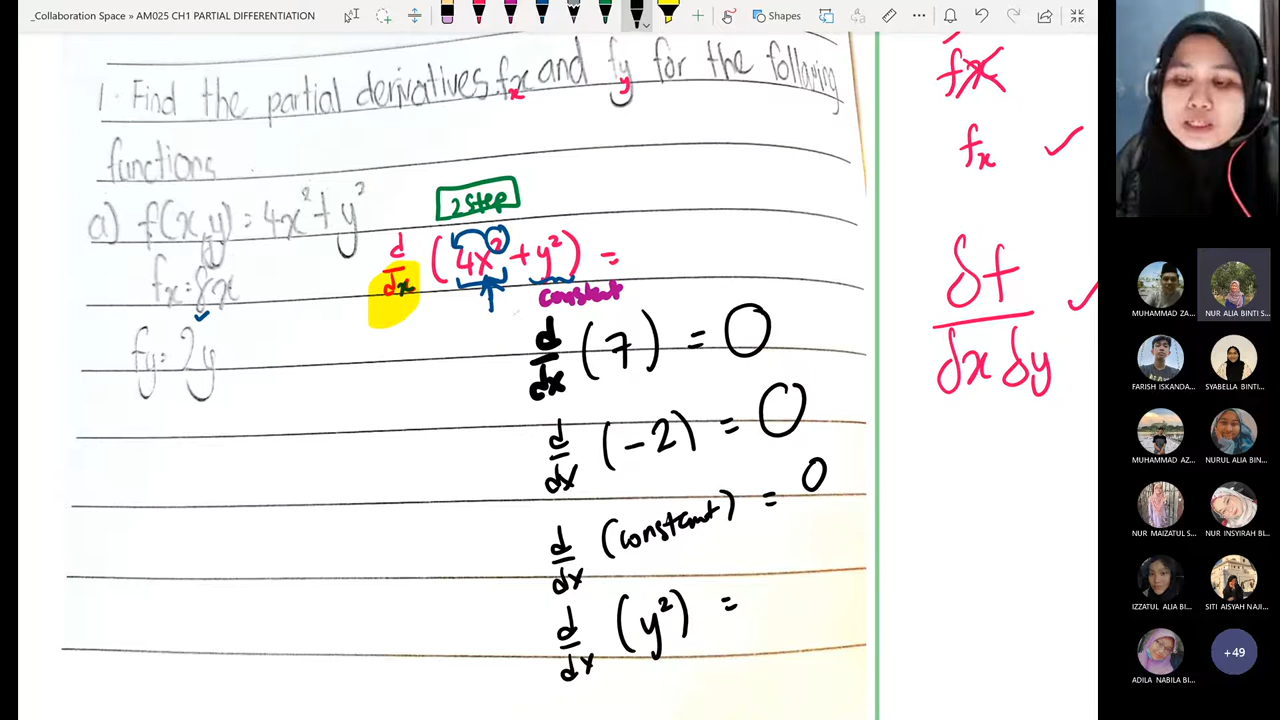 _Collaboration Space » AM025 CH1 PARTIAL DIFFERENTIATION
Shapes
1. Find the partial derivatives, fx and fy for the following
functions.
a) f(x,y) = 4x² + y²
fx = 8x
fy = 2y
2 step
d/dx (4x² + y²) =
constant
d/dx (7) = 0
d/dx (-2) = 0
d/dx (constant) = 0
d/dx (y²) =
fx
fx ✓
δf/δxδy ✓
MUHAMMAD ZA...
NUR ALIA BINTI S...
FARISH ISKANDA...
SYABELLA BINTI...
MUHAMMAD AZ...
NURUL ALIA BIN...
NUR MAIZATUL S...
NUR INSYIRAH BI...
IZZATUL ALIA BI...
SITI AISYAH NAJI...
ADILA NABILA BI...
+49